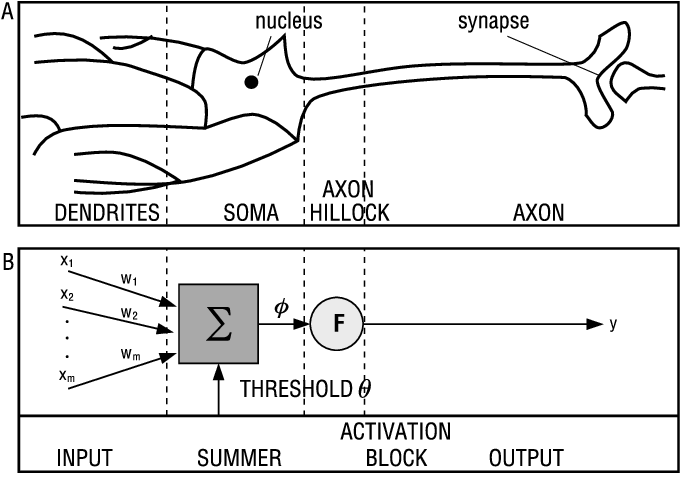 A
nucleus
synapse
DENDRITES
SOMA
AXON
HILLOCK
AXON
B
x₁
w₁
x₂
w₂
.
.
.
wₘ
xₘ
Σ
ϕ
F
y
THRESHOLD θ
INPUT
SUMMER
ACTIVATION
BLOCK
OUTPUT